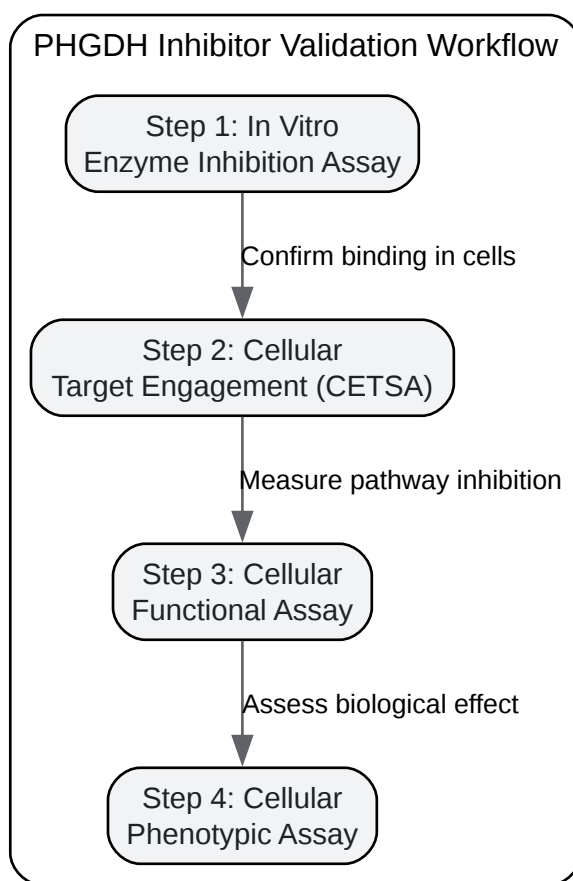 PHGDH Inhibitor Validation Workflow
Step 1: In Vitro
Enzyme Inhibition Assay
Confirm binding in cells
Step 2: Cellular
Target Engagement (CETSA)
Measure pathway inhibition
Step 3: Cellular
Functional Assay
Assess biological effect
Step 4: Cellular
Phenotypic Assay